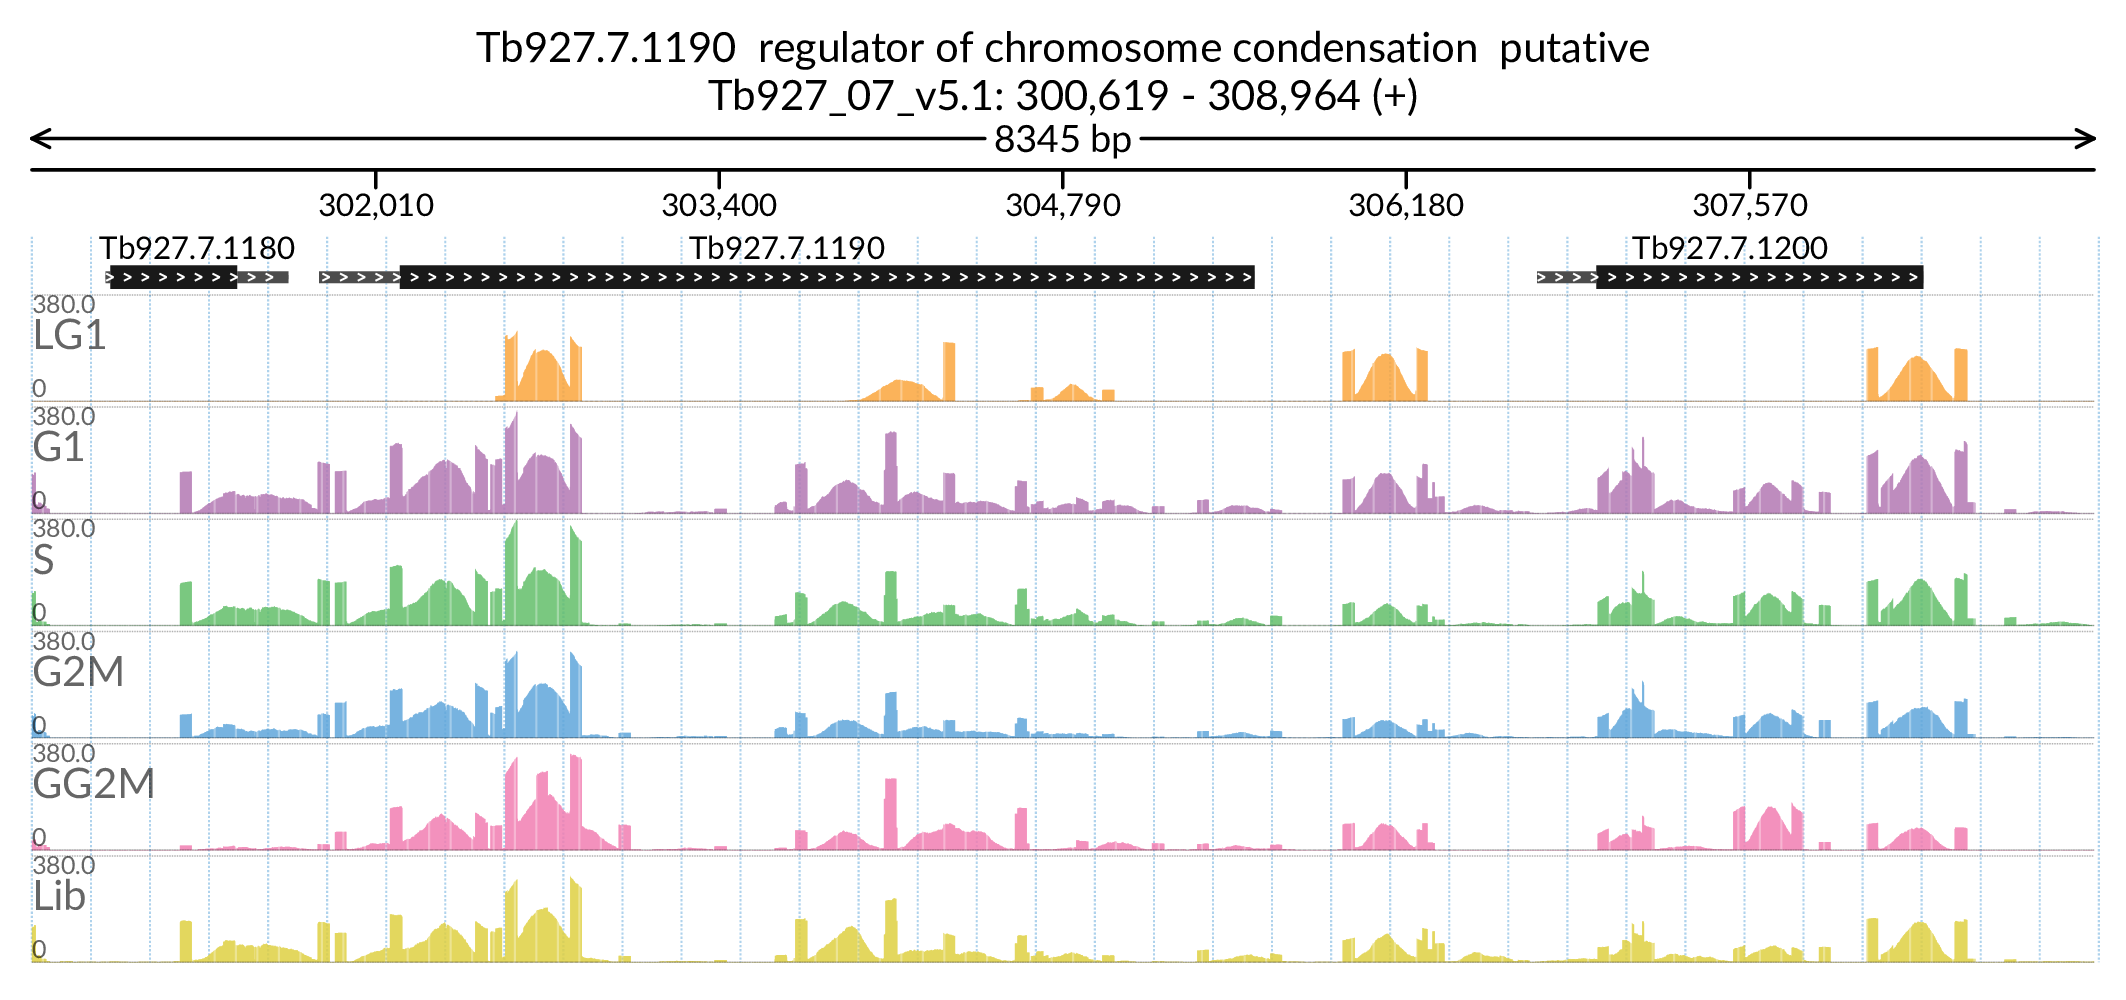 Tb927.7.1190  regulator of chromosome condensation  putative
Tb927_07_v5.1: 300,619 - 308,964 (+)
8345 bp
302,010 303,400 304,790 306,180 307,570
Tb927.7.1180 Tb927.7.1190 Tb927.7.1200
380.0
LG1
0
380.0
G1
0
380.0
S
0
380.0
G2M
0
380.0
GG2M
0
380.0
Lib
0